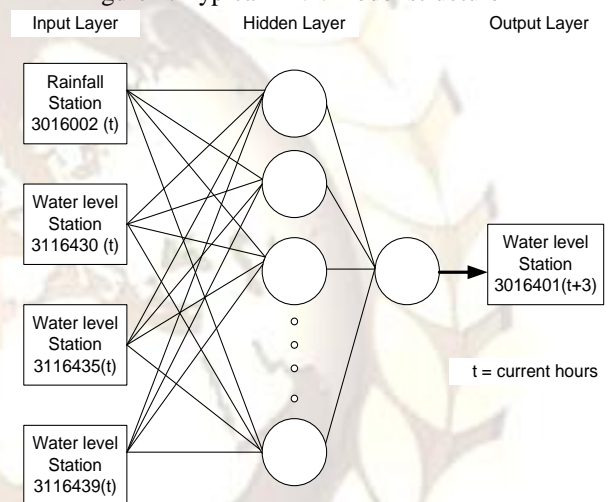 Input Layer
Hidden Layer
Output Layer
Rainfall
Station
3016002 (t)
Water level
Station
3116430 (t)
Water level
Station
3116435(t)
Water level
Station
3116439(t)
Water level
Station
3016401(t+3)
t = current hours